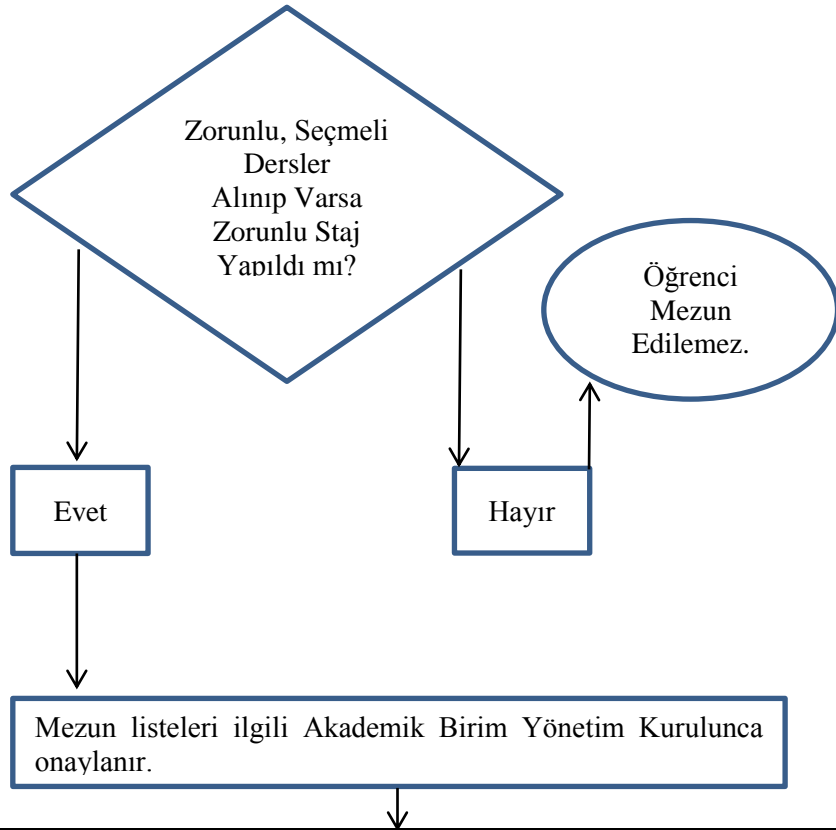 Zorunlu, Seçmeli
Dersler
Alınıp Varsa
Zorunlu Staj
Yapıldı mı?
Öğrenci
Mezun
Edilemez.
Evet
Hayır
Mezun listeleri ilgili Akademik Birim Yönetim Kurulunca
onaylanır.